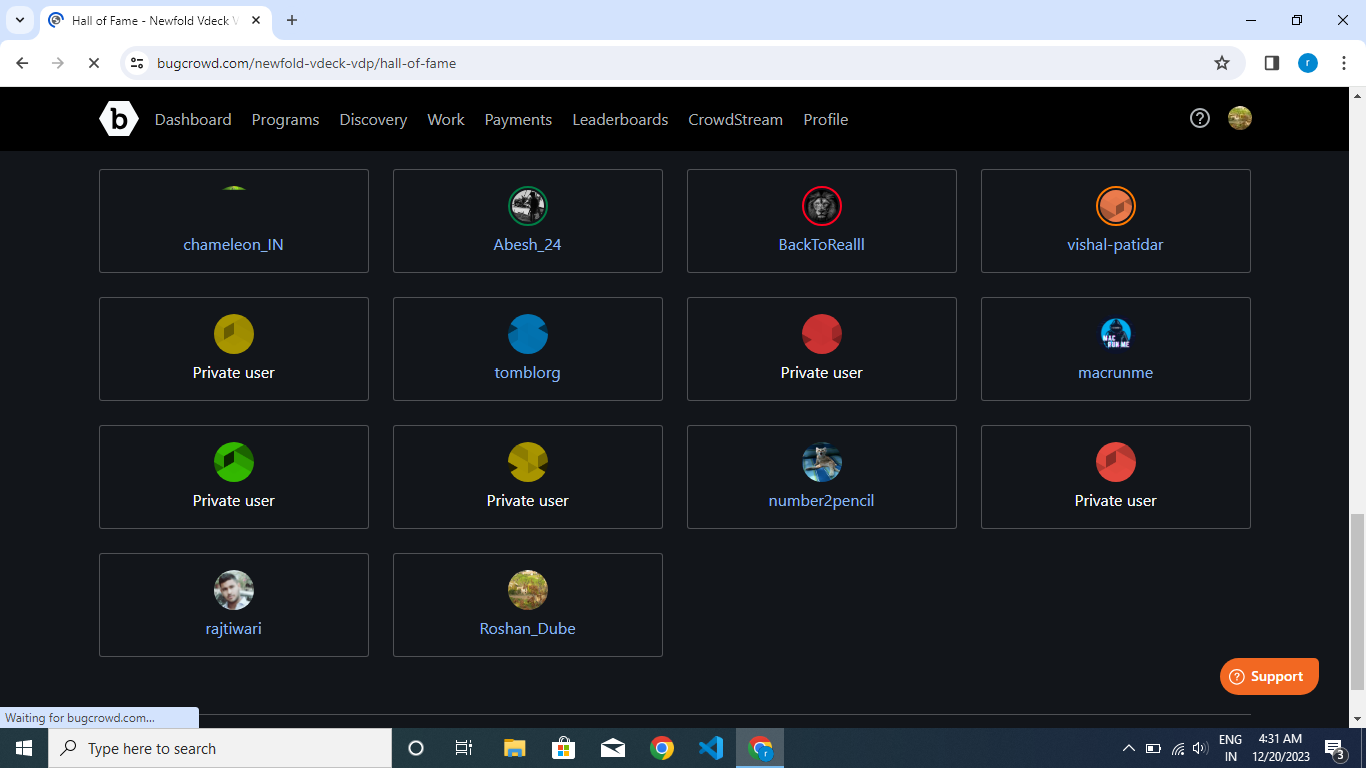 Hall of Fame - Newfold Vdeck V
bugcrowd.com/newfold-vdeck-vdp/hall-of-fame
r
b
Dashboard Programs Discovery Work Payments Leaderboards CrowdStream Profile
chameleon_IN Abesh_24 BackToRealll vishal-patidar
MAC RUN ME
Private user tomblorg Private user macrunme
Private user Private user number2pencil Private user
rajtiwari Roshan_Dube
Support
Waiting for bugcrowd.com...
Type here to search
r
ENG
IN
4:31 AM
12/20/2023
3